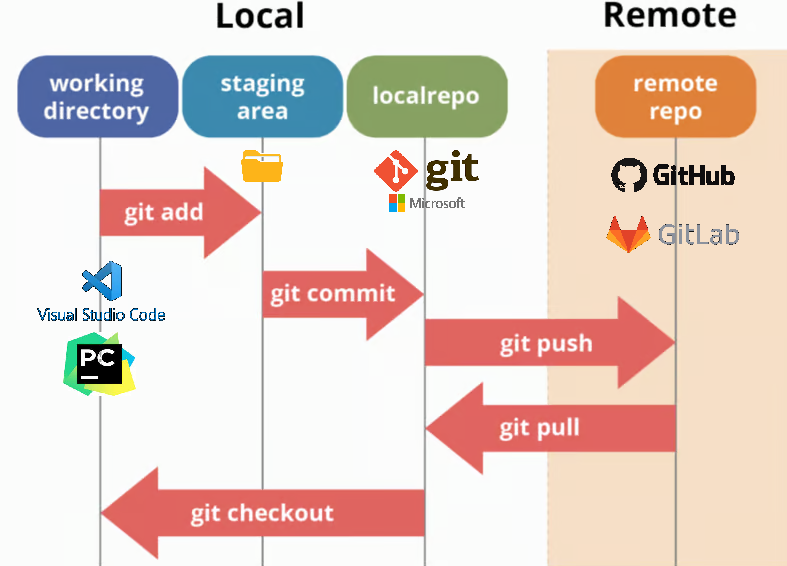 Local
Remote
working
directory
staging
area
localrepo
remote
repo
git
Microsoft
GitHub
git add
GitLab
git commit
Visual Studio Code
git push
PC
git pull
git checkout